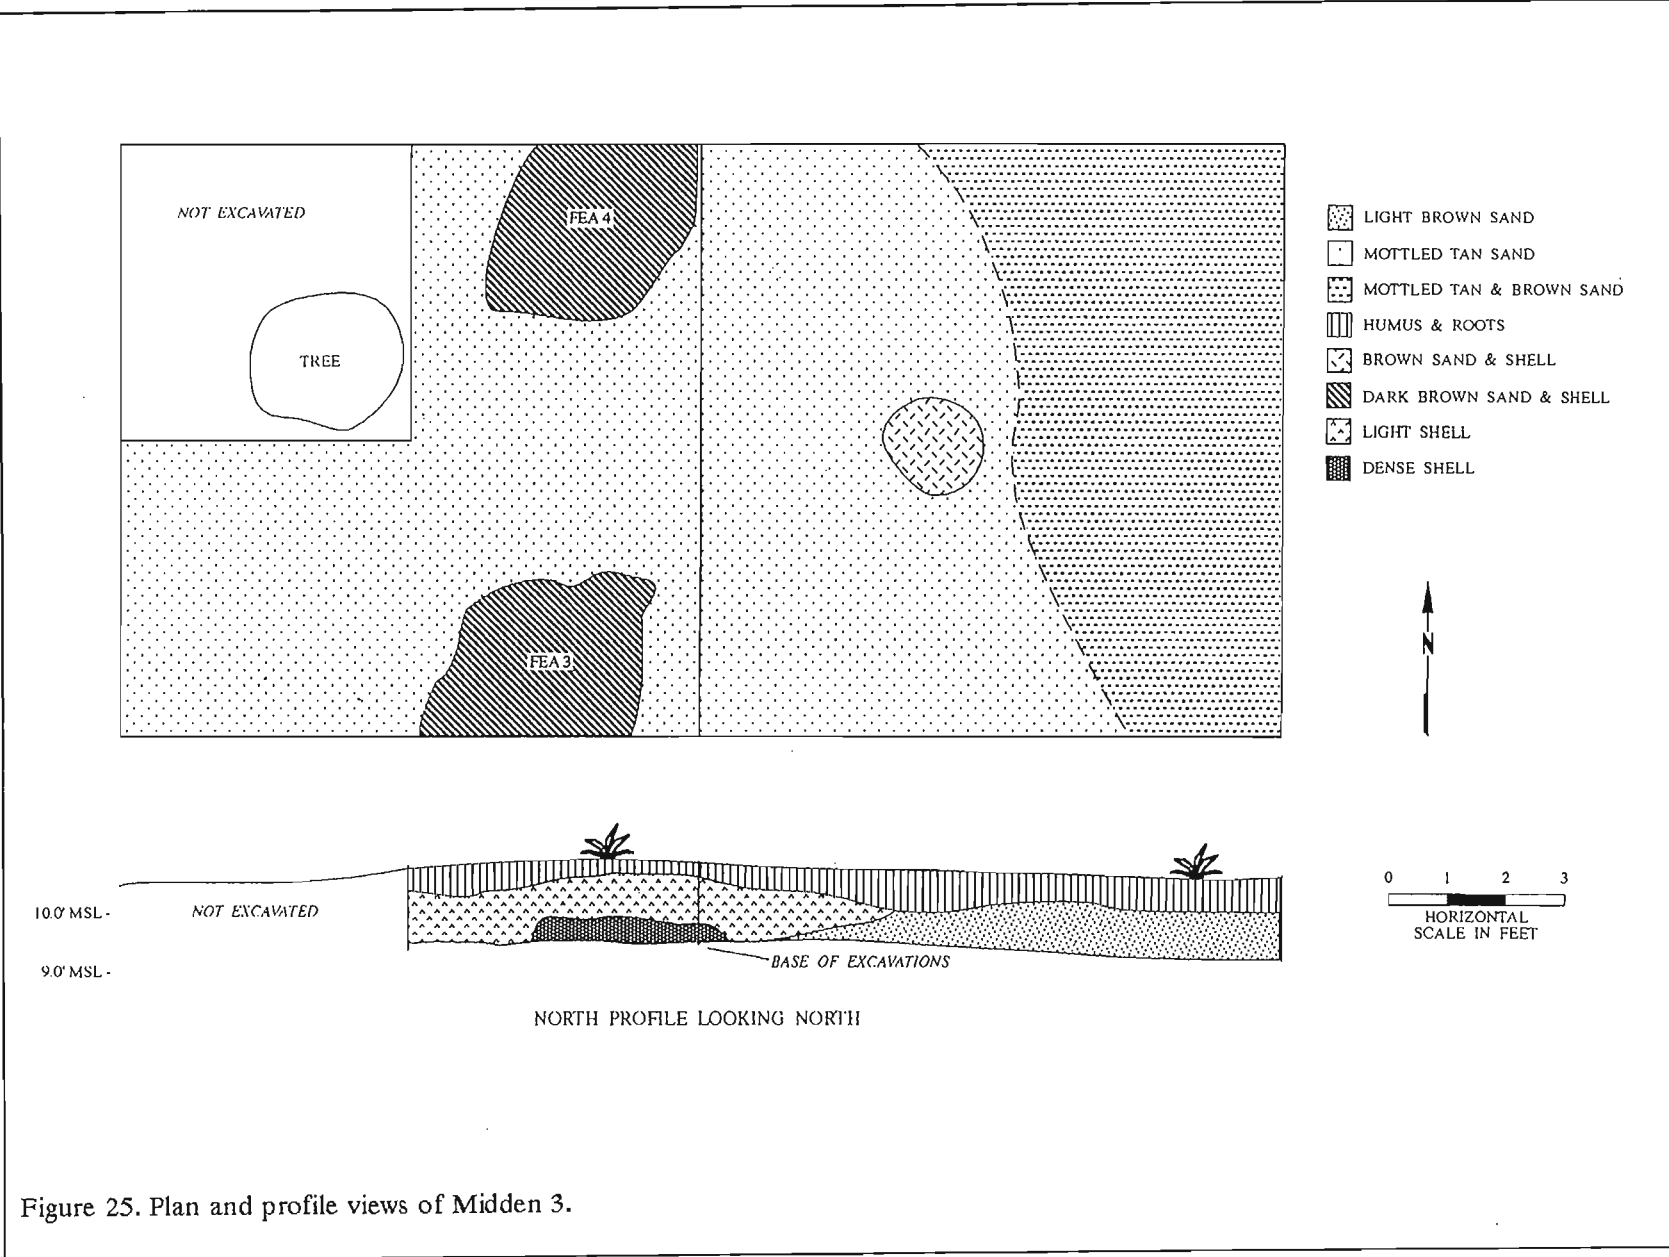 NOT EXCAVATED
FEA 4
TREE
FEA 3
LIGHT BROWN SAND
MOTTLED TAN SAND
MOTTLED TAN & BROWN SAND
HUMUS & ROOTS
BROWN SAND & SHELL
DARK BROWN SAND & SHELL
LIGHT SHELL
DENSE SHELL
N
10.0' MSL -
NOT EXCAVATED
9.0' MSL -
BASE OF EXCAVATIONS
0 1 2 3
HORIZONTAL
SCALE IN FEET
NORTH PROFILE LOOKING NORTH
Figure 25. Plan and profile views of Midden 3.